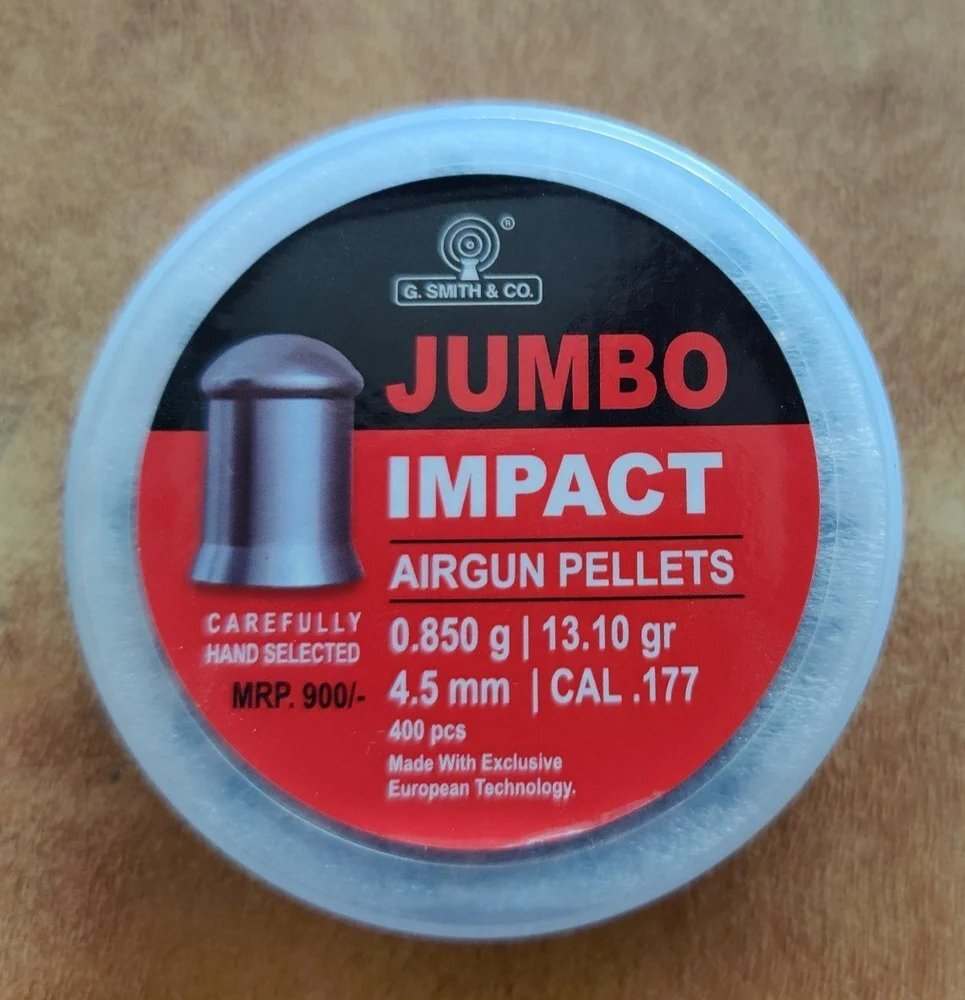 ®
G. SMITH & CO.
JUMBO
IMPACT
AIRGUN PELLETS
CAREFULLY
HAND SELECTED
MRP. 900/-
0.850 g | 13.10 gr
4.5 mm | CAL .177
400 pcs
Made With Exclusive
European Technology.